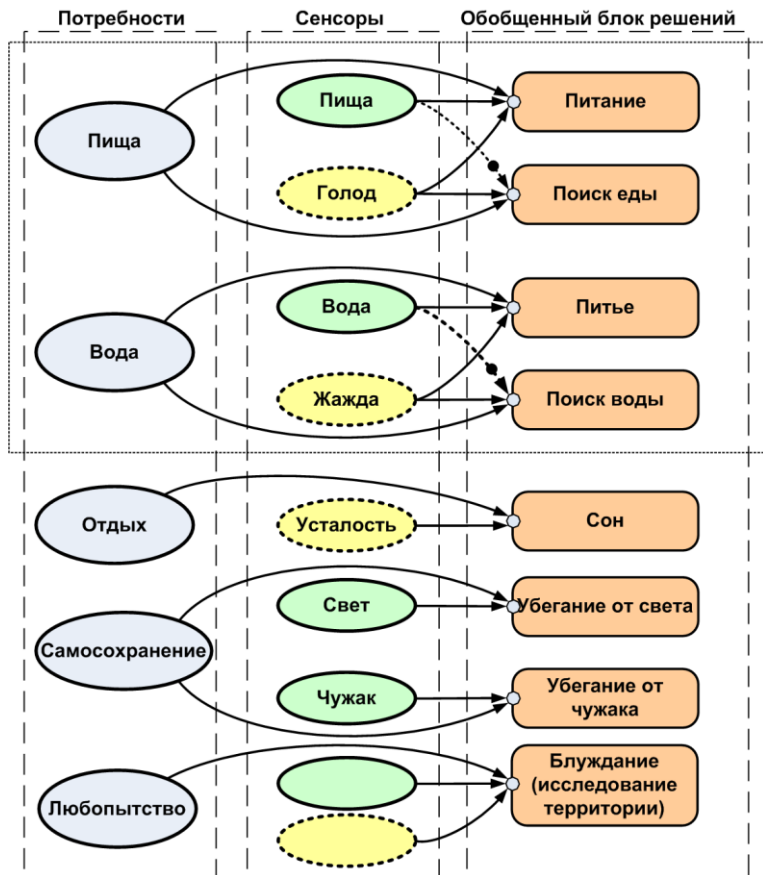 Потребности
Сенсоры
Обобщенный блок решений
Пища
Пища
Голод
Питание
Поиск еды
Вода
Вода
Жажда
Питье
Поиск воды
Отдых
Усталость
Сон
Самосохранение
Свет
Чужак
Убегание от света
Убегание от
чужака
Любопытство
Блуждание
(исследование
территории)